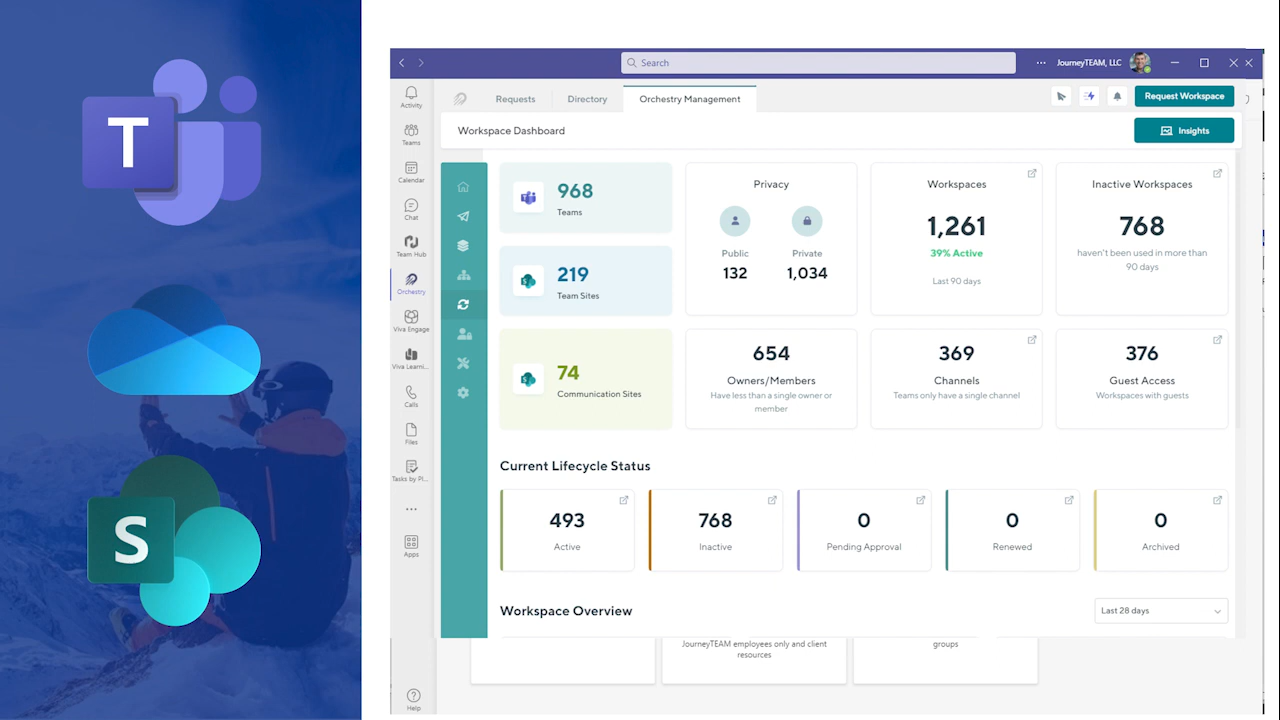 T
S
Search
JourneyTEAM, LLC
Activity
Teams
Calendar
Chat
Team Hub
Orchestry
Viva Engage
Viva Learni...
Calls
Files
Tasks by Pl...
Apps
Help
Requests
Directory
Orchestry Management
Request Workspace
Workspace Dashboard
Insights
968
Teams
219
Team Sites
74
Communication Sites
Privacy
Public
Private
132
1,034
Workspaces
1,261
39% Active
Last 90 days
Inactive Workspaces
768
haven't been used in more than
90 days
654
Owners/Members
Have less than a single owner or
member
369
Channels
Teams only have a single channel
376
Guest Access
Workspaces with guests
Current Lifecycle Status
493
Active
768
Inactive
0
Pending Approval
0
Renewed
0
Archived
Workspace Overview
Last 28 days
JourneyTEAM employees only and client
resources
groups